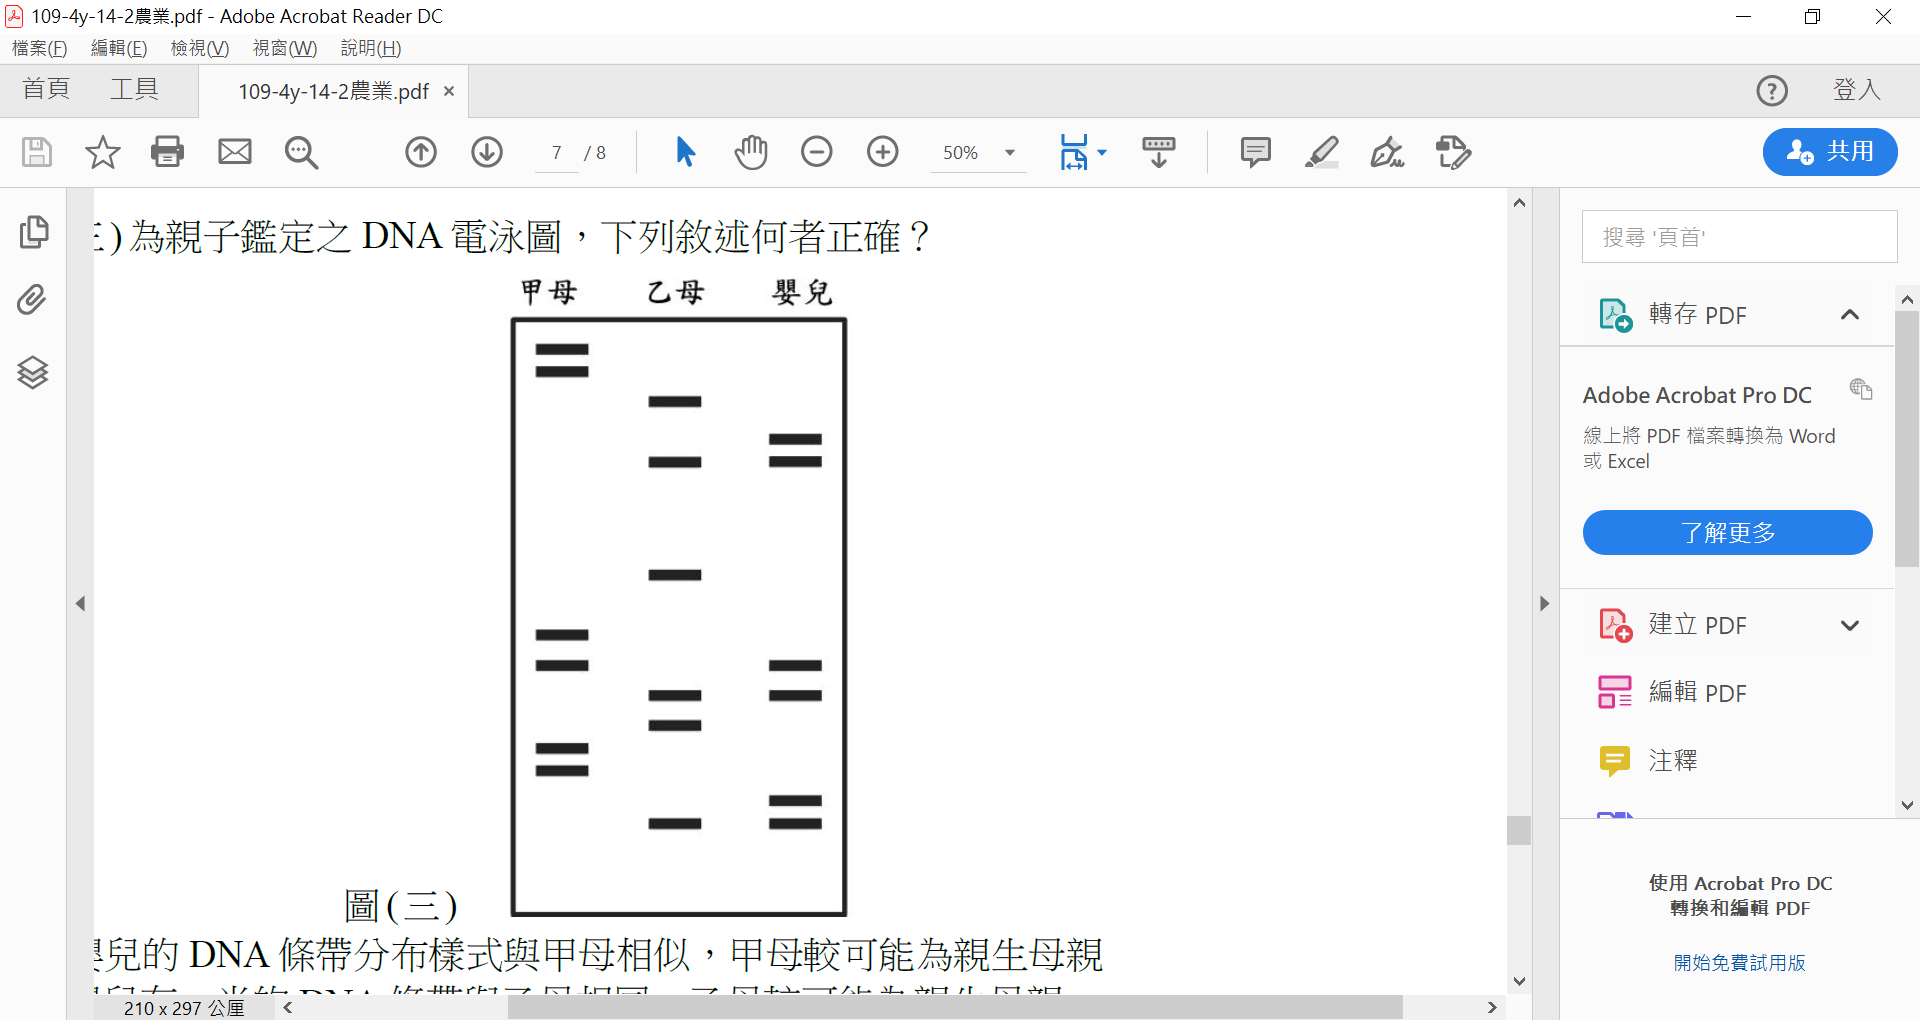 109-4y-14-2農業.pdf - Adobe Acrobat Reader DC
檔案(F) 編輯(E) 檢視(V) 視窗(W) 說明(H)
首頁 工具 109-4y-14-2農業.pdf × 登入
7 / 8 50% 共用
)為親子鑑定之 DNA 電泳圖，下列敘述何者正確？
甲母 乙母 嬰兒
圖(三)
兒的 DNA 條帶分布樣式與甲母相似，甲母較可能為親生母親
210 x 297 公厘
搜尋 '頁首'
轉存 PDF
Adobe Acrobat Pro DC
線上將 PDF 檔案轉換為 Word
或 Excel
了解更多
建立 PDF
編輯 PDF
注釋
使用 Acrobat Pro DC
轉換和編輯 PDF
開始免費試用版